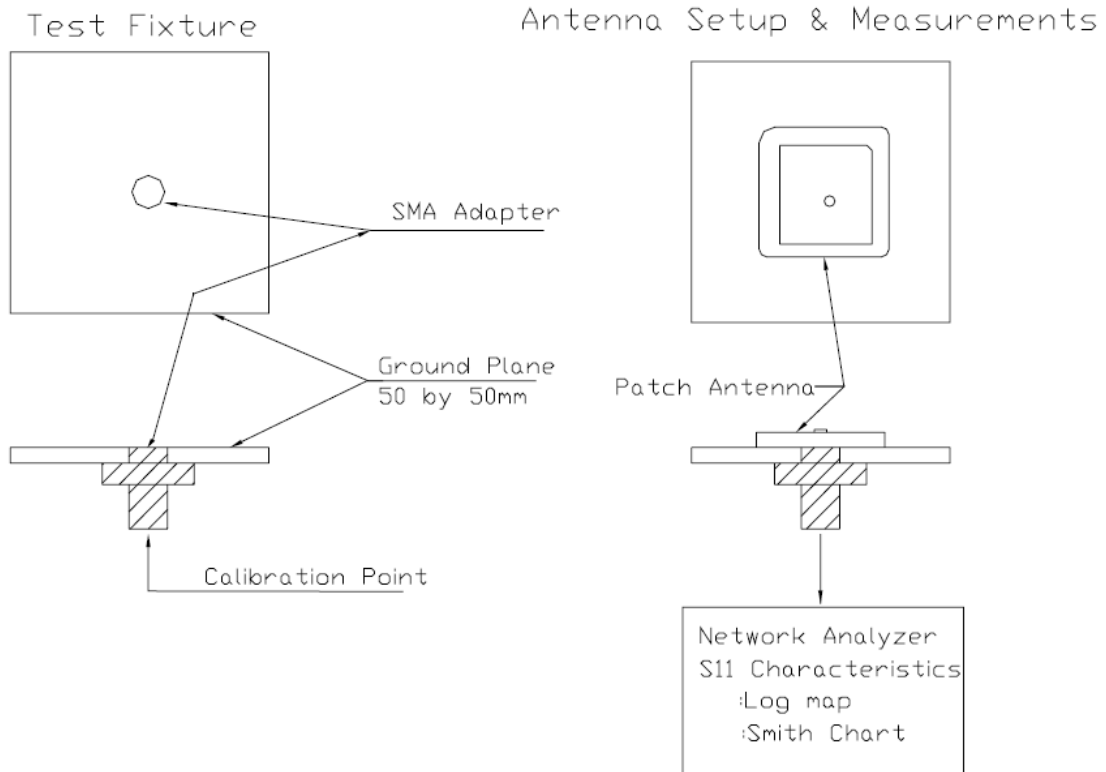 Test Fixture
Antenna Setup & Measurements
SMA Adapter
Ground Plane
50 by 50mm
Patch Antenna
Calibration Point
Network Analyzer
S11 Characteristics
:Log map
:Smith Chart